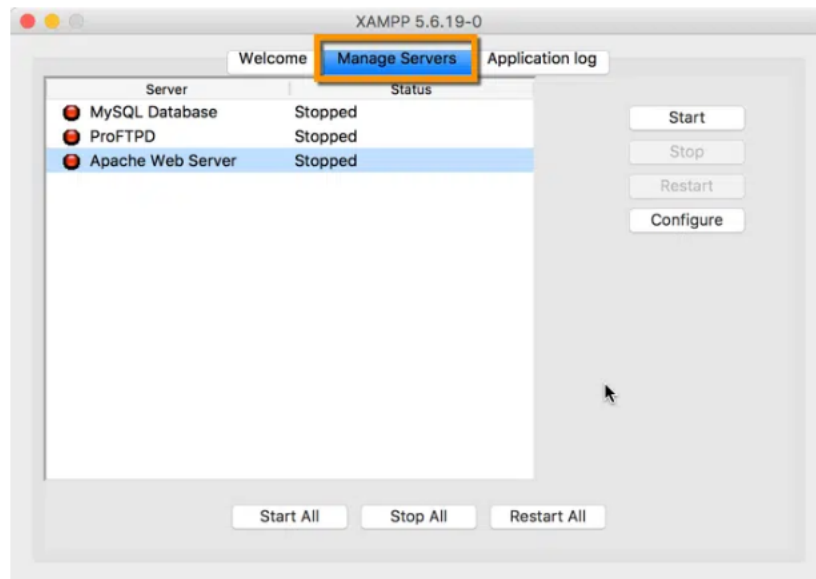 XAMPP 5.6.19-0
Welcome Manage Servers Application log
Server Status
MySQL Database Stopped
ProFTPD Stopped
Apache Web Server Stopped
Start
Stop
Restart
Configure
Start All Stop All Restart All